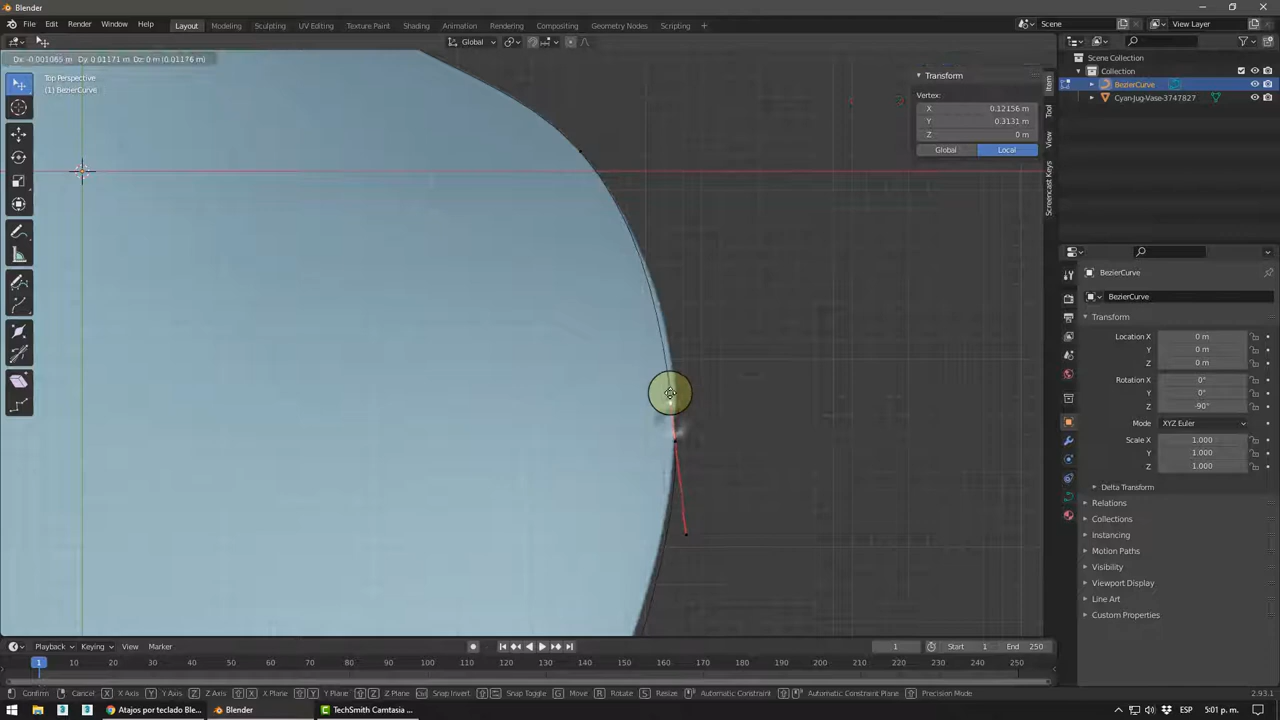 Blender
File Edit Render Window Help Layout Modeling Sculpting UV Editing Texture Paint Shading Animation Rendering Compositing Geometry Nodes Scripting + Scene View Layer
Global
Dx: -0.001065 m Dy: 0.01171 m Dz: 0 m (0.01176 m)
Top Perspective
(1) BezierCurve
Transform
Vertex:
X 0.12156 m
Y 0.3131 m
Z 0 m
Global Local
Item
Tool
View
Screencast Keys
Scene Collection
Collection
BezierCurve
Cyan-Jug-Vase-3747827
BezierCurve
BezierCurve
Transform
Location X 0 m
Y 0 m
Z 0 m
Rotation X 0°
Y 0°
Z -90°
Mode XYZ Euler
Scale X 1.000
Y 1.000
Z 1.000
Delta Transform
Relations
Collections
Instancing
Motion Paths
Visibility
Viewport Display
Line Art
Custom Properties
Playback Keying View Marker 1 Start 1 End 250
1 10 20 30 40 50 60 70 80 90 100 110 120 130 140 150 160 170 180 190 200 210 220 230 240 250
Confirm Cancel X X Axis Y Y Axis Z Z Axis X X Plane Y Y Plane Z Z Plane Snap Invert Snap Toggle G Move R Rotate S Resize Automatic Constraint Automatic Constraint Plane Precision Mode 2.93.1
Atajos por teclado Ble... Blender TechSmith Camtasia ... ESP 5:01 p. m.